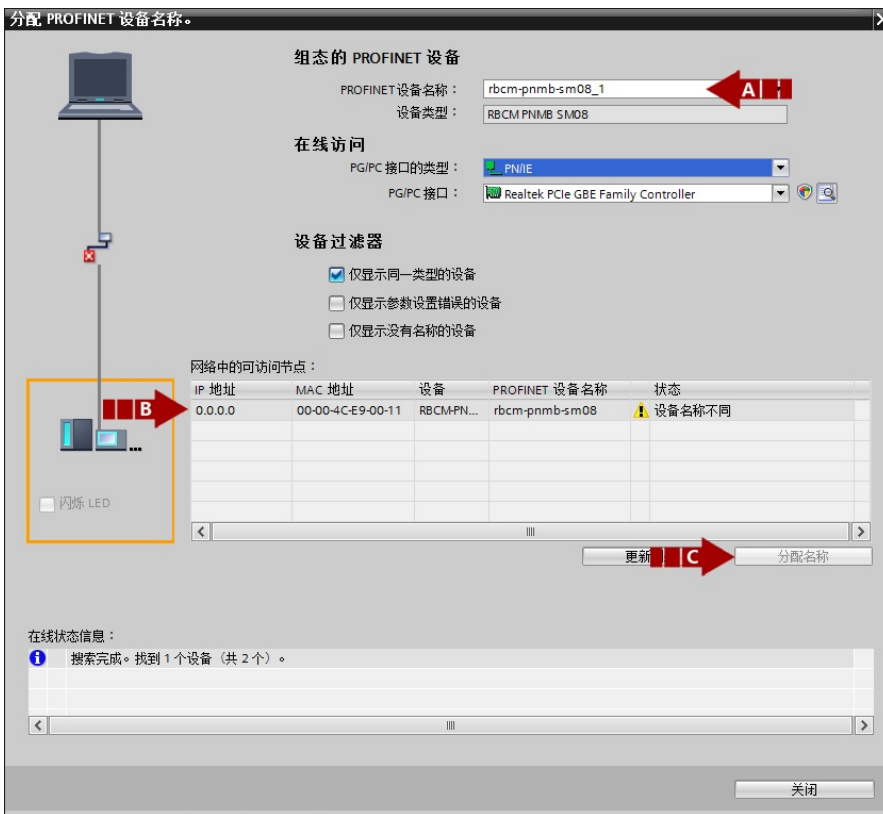 分配 PROFINET 设备名称。
组态的 PROFINET 设备
PROFINET设备名称： rbcm-pnmb-sm08_1 A
设备类型： RBCM PNMB SM08
在线访问
PG/PC 接口的类型： PN/IE
PG/PC 接口： Realtek PCIe GBE Family Controller
设备过滤器
仅显示同一类型的设备
仅显示参数设置错误的设备
仅显示没有名称的设备
网络中的可访问节点：
IP 地址 MAC 地址 设备 PROFINET 设备名称 状态
B 0.0.0.0 00-00-4C-E9-00-11 RBCM-PN... rbcm-pnmb-sm08 设备名称不同
...
闪烁 LED
更新 C 分配名称
在线状态信息：
搜索完成。找到 1 个设备（共 2 个）。
关闭